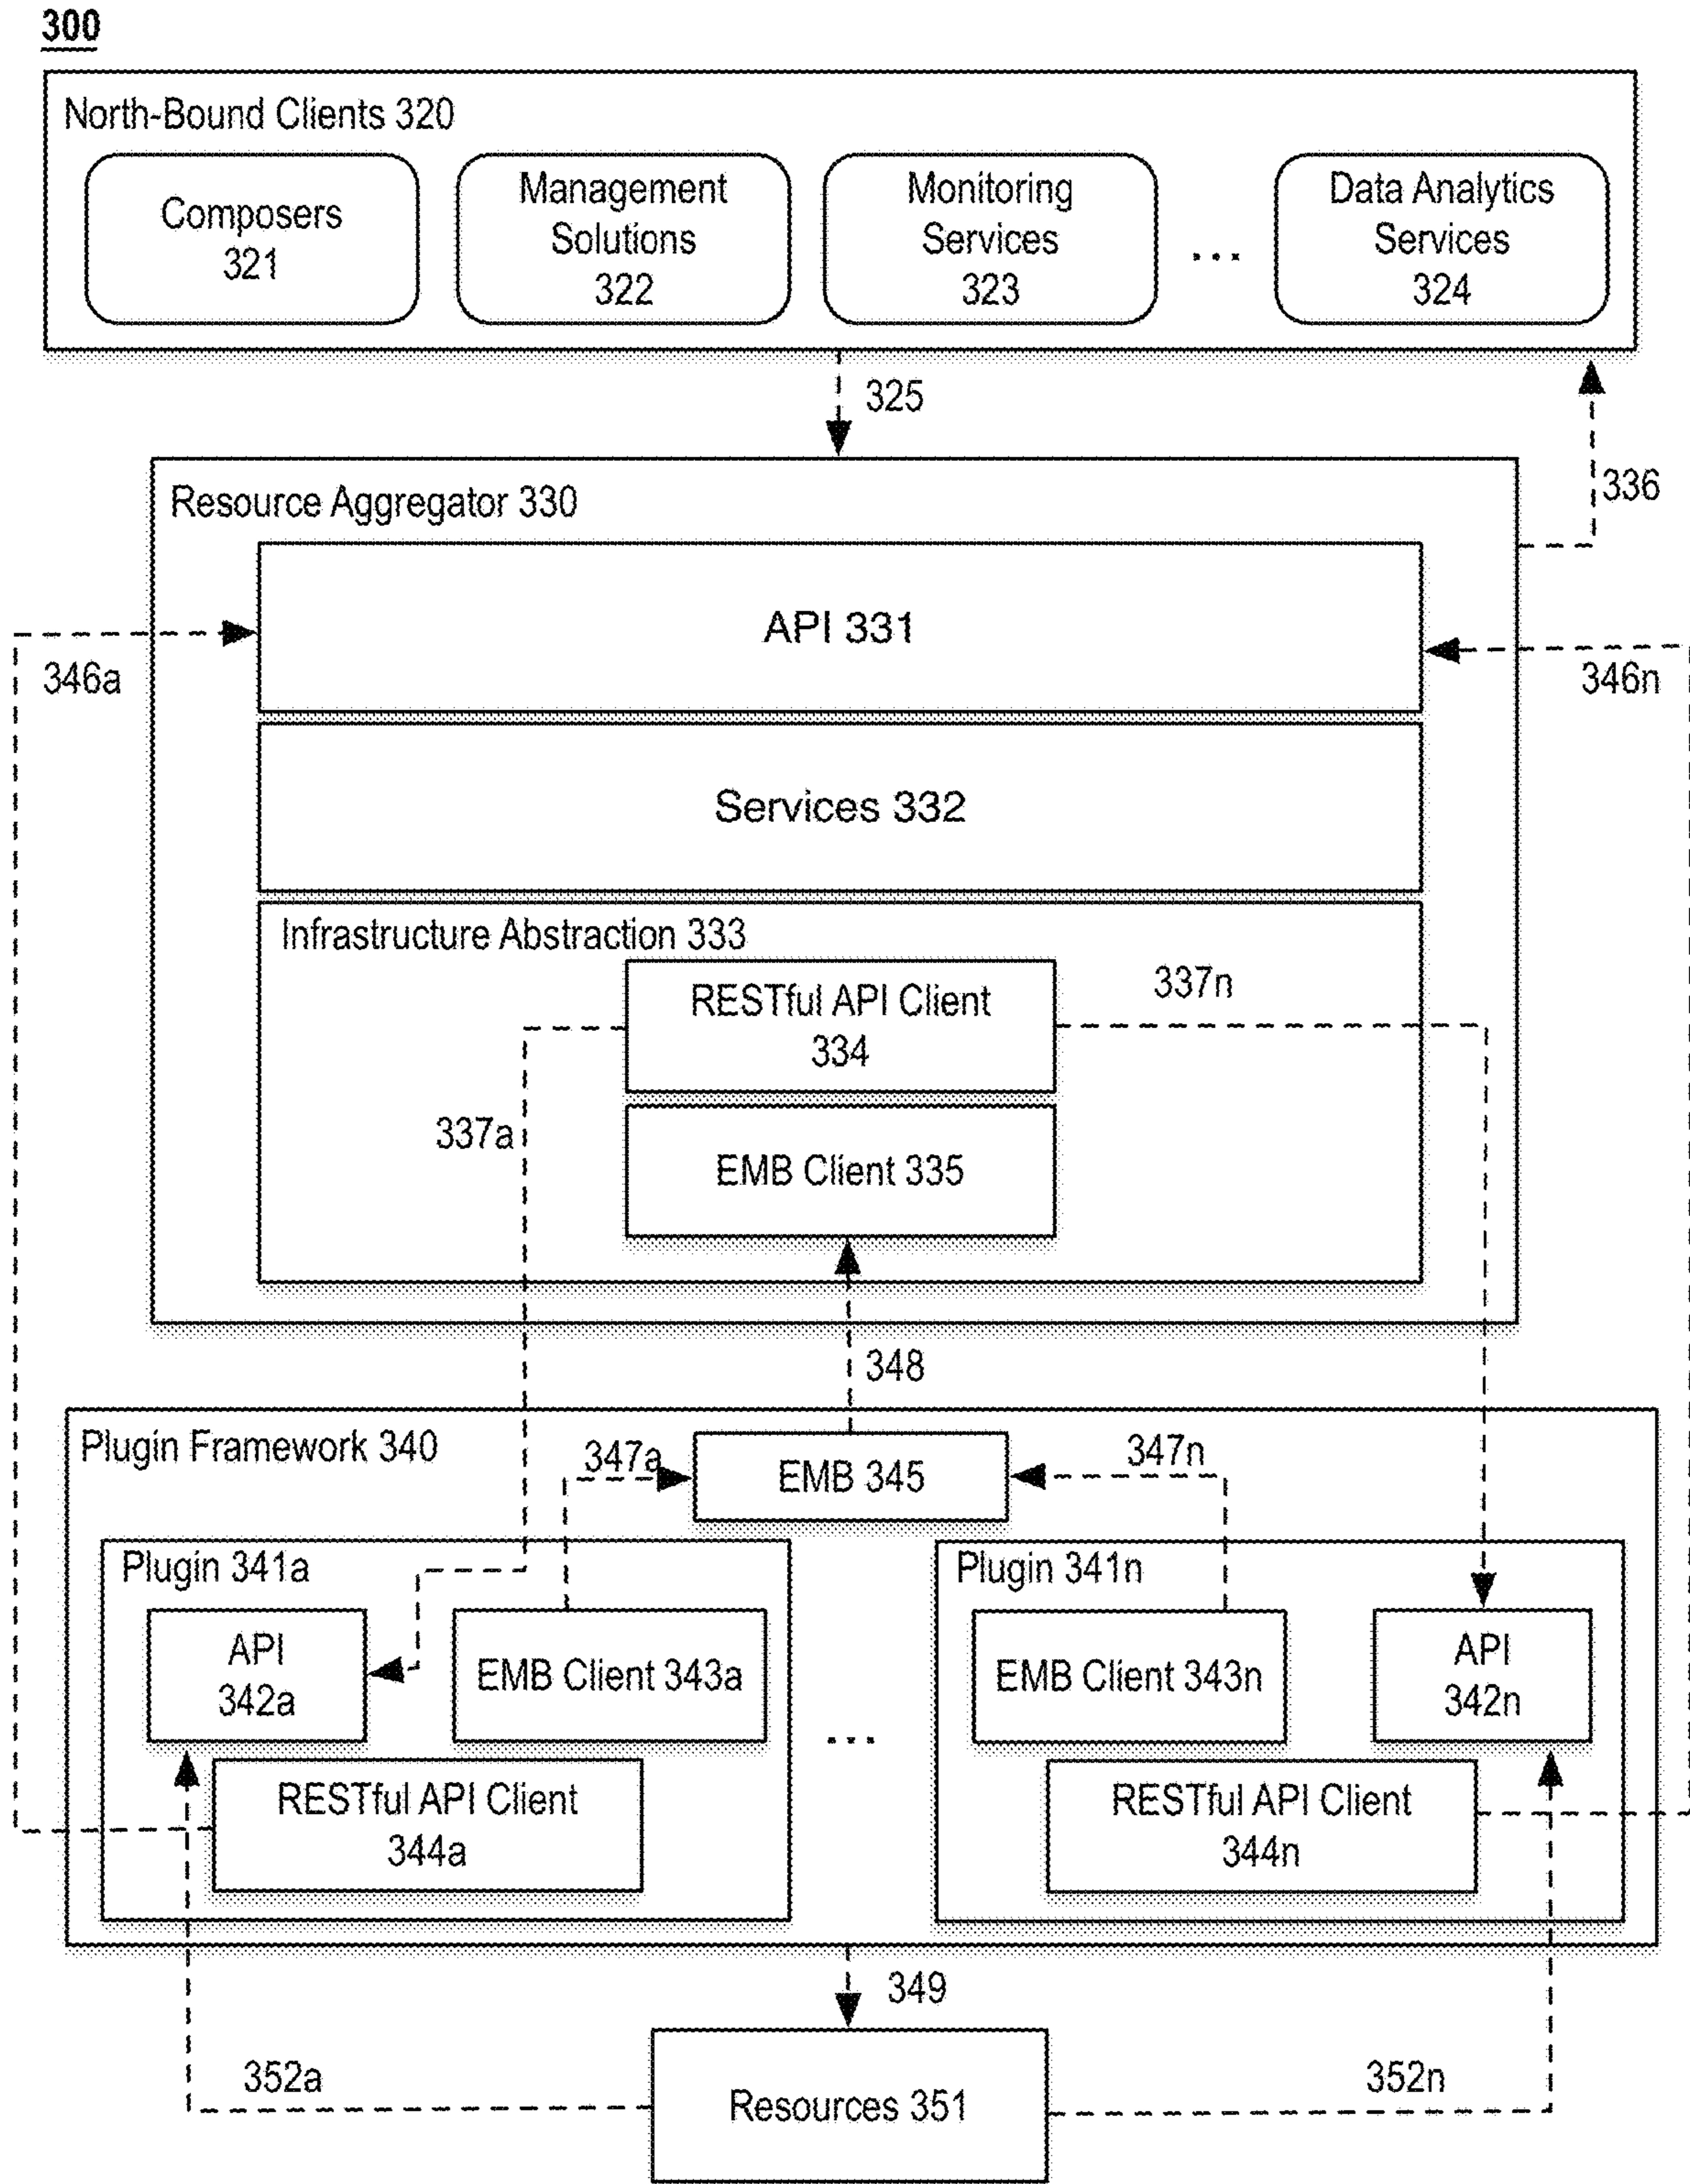 300
North-Bound Clients 320
Composers
321
Management
Solutions
322
Monitoring
Services
323
...
Data Analytics
Services
324
325
336
Resource Aggregator 330
API 331
346a
346n
Services 332
Infrastructure Abstraction 333
RESTful API Client
334
337n
337a
EMB Client 335
348
Plugin Framework 340
347a
EMB 345
347n
Plugin 341a
API
342a
EMB Client 343a
RESTful API Client
344a
...
Plugin 341n
EMB Client 343n
API
342n
RESTful API Client
344n
349
352a
Resources 351
352n